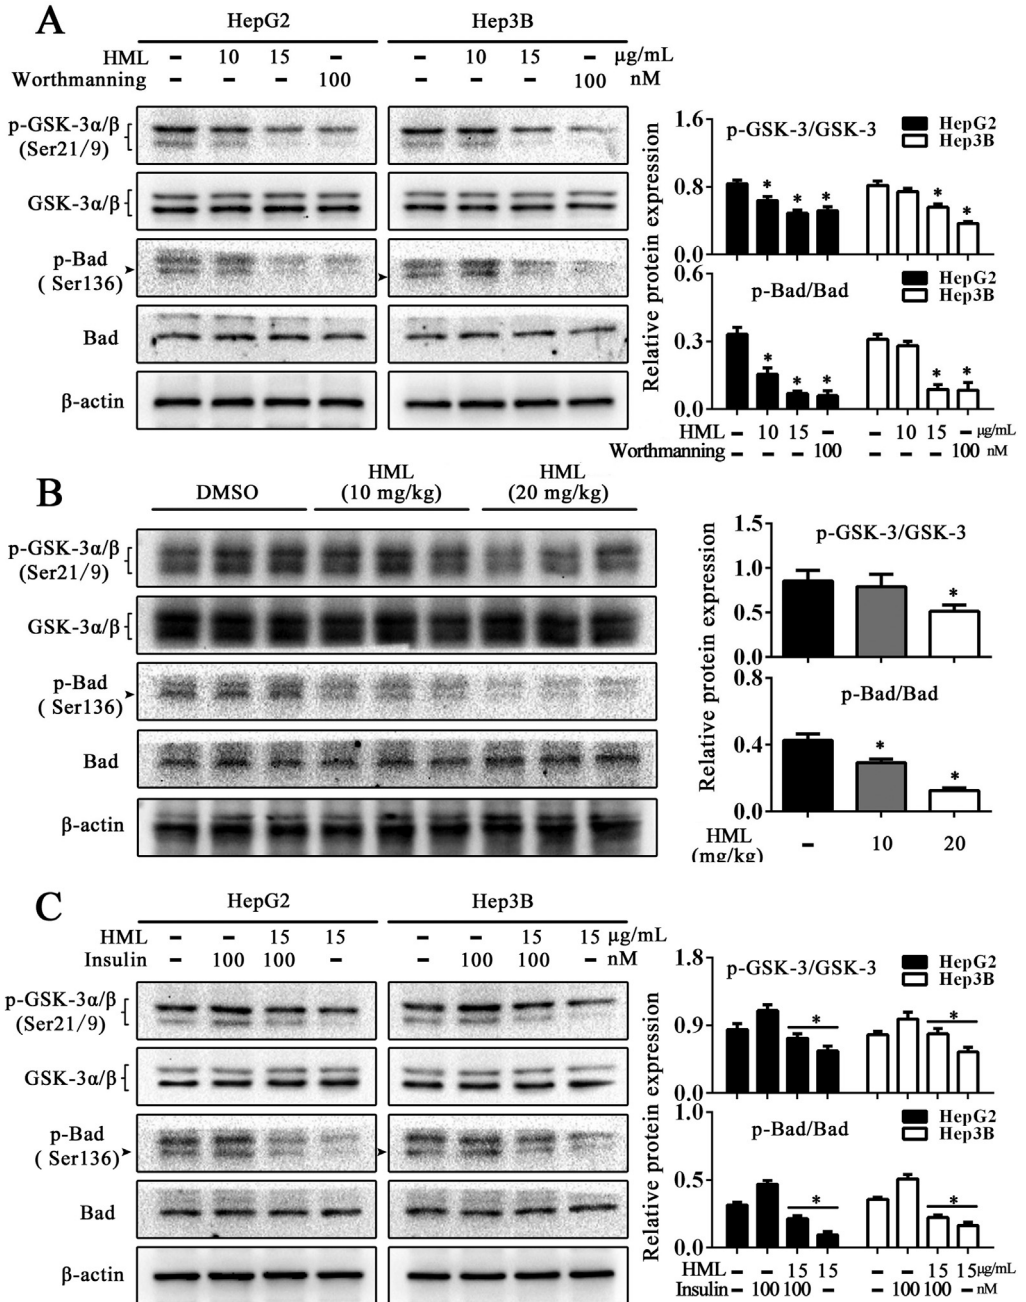 A
HepG2 Hep3B
HML – 10 15 – – 10 15 – μg/mL
Worthmanning – – – 100 – – – 100 nM
p-GSK-3α/β
(Ser21/9)
GSK-3α/β
p-Bad
( Ser136)
Bad
β-actin
Relative protein expression
1.6
0.8
0.0
p-GSK-3/GSK-3
HepG2
Hep3B
* * * * *
0.6
0.3
0.0
p-Bad/Bad
HepG2
Hep3B
* * * * *
HML – 10 15 – – 10 15 – μg/mL
Worthmanning – – – 100 – – – 100 nM
B
DMSO HML HML
(10 mg/kg) (20 mg/kg)
p-GSK-3α/β
(Ser21/9)
GSK-3α/β
p-Bad
( Ser136)
Bad
β-actin
Relative protein expression
1.5
1.0
0.5
0.0
p-GSK-3/GSK-3
*
0.8
0.4
0.0
p-Bad/Bad
* *
HML
(mg/kg) – 10 20
C
HepG2 Hep3B
HML – – 15 15 – – 15 15 μg/mL
Insulin – 100 100 – – 100 100 – nM
p-GSK-3α/β
(Ser21/9)
GSK-3α/β
p-Bad
( Ser136)
Bad
β-actin
Relative protein expression
1.8
0.9
0.0
p-GSK-3/GSK-3
HepG2
Hep3B
* *
1.0
0.5
0.0
p-Bad/Bad
HepG2
Hep3B
* *
HML – – 15 15 – – 15 15 μg/mL
Insulin – 100 100 – – 100 100 – nM